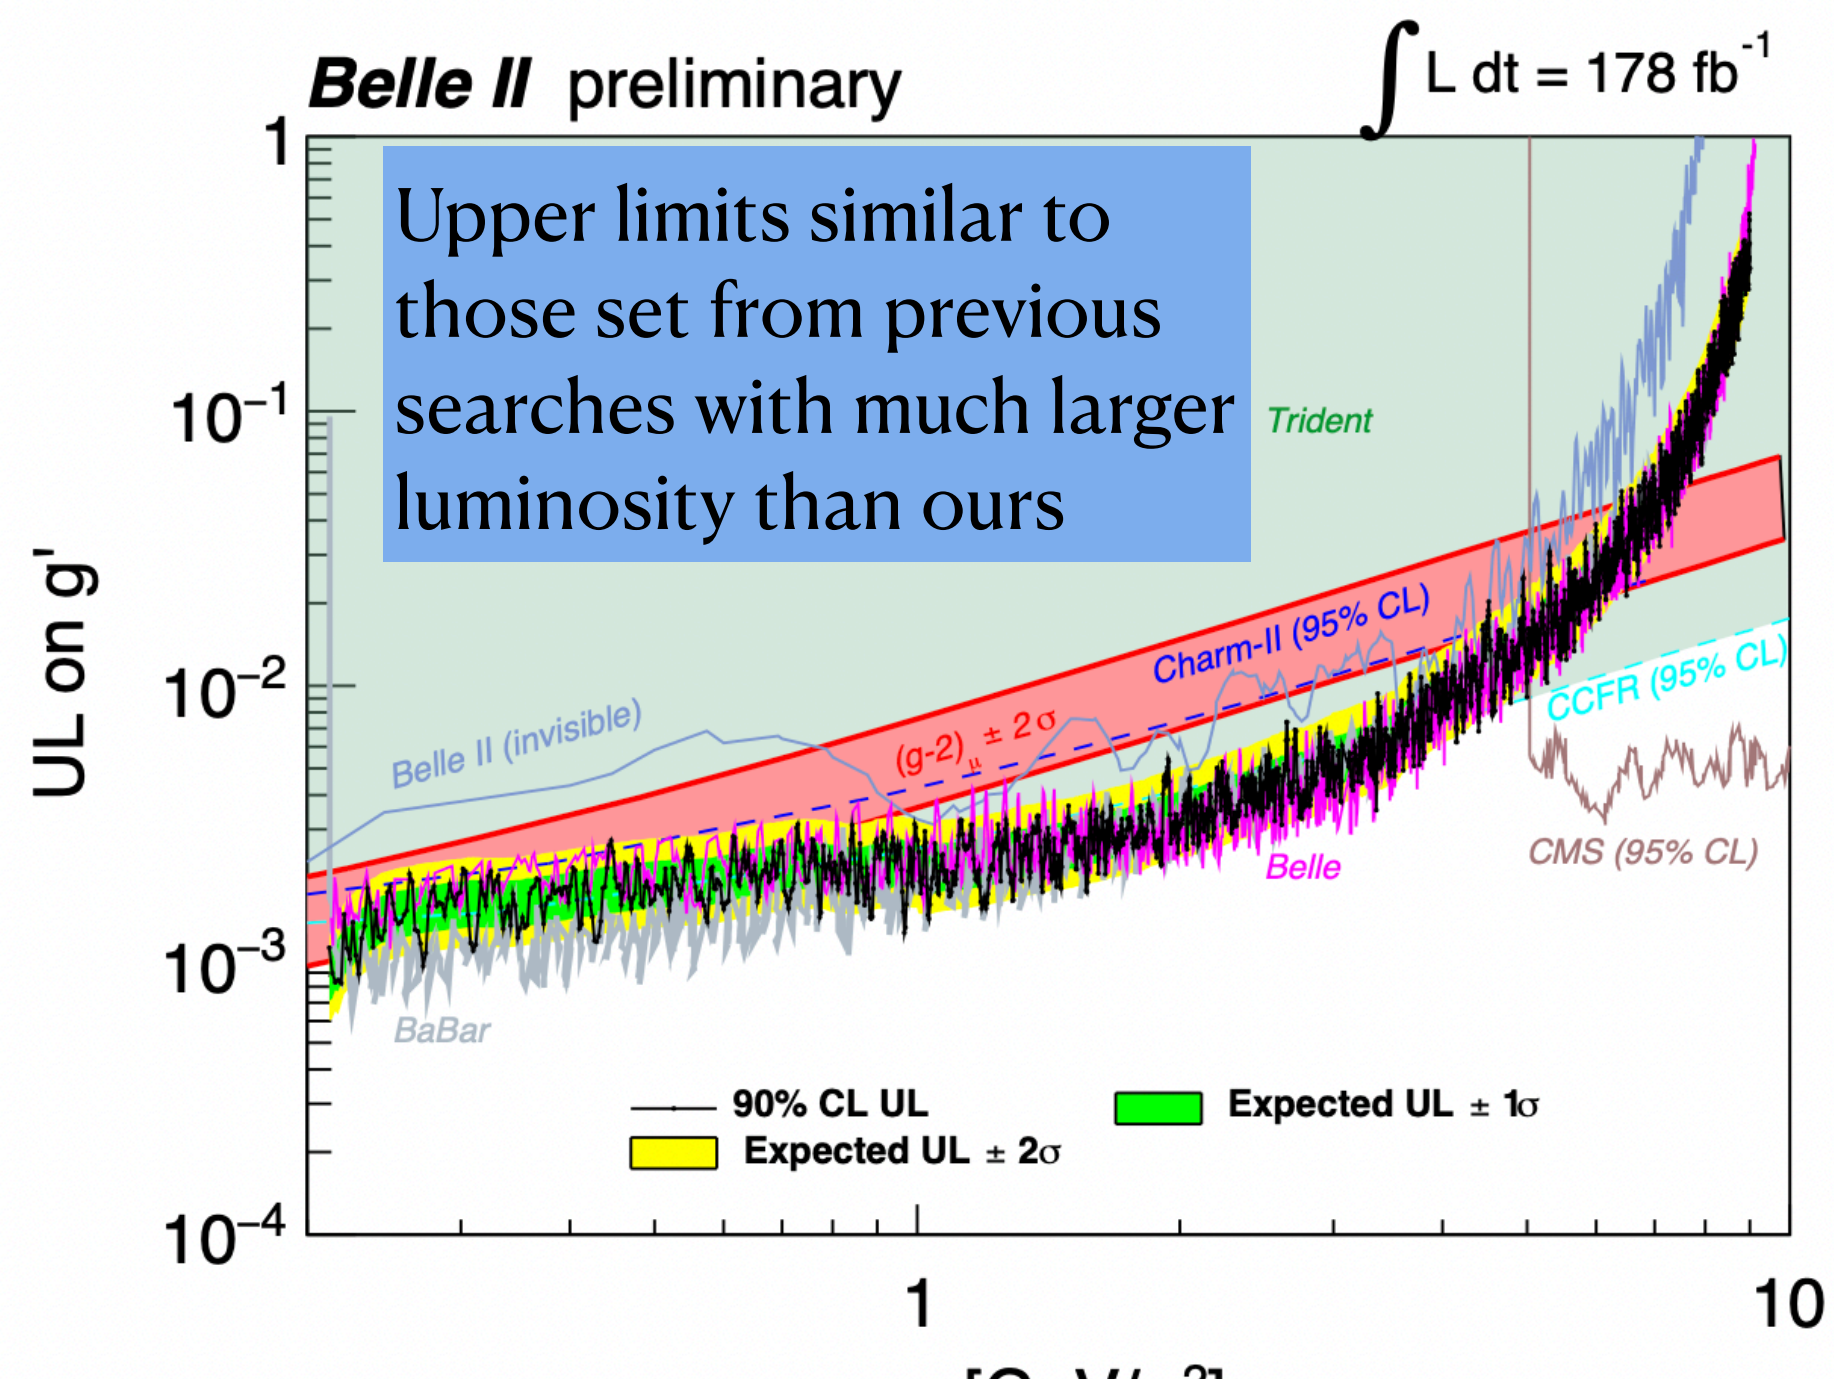 Belle II preliminary
∫ L dt = 178 fb⁻¹
1
Upper limits similar to
those set from previous
searches with much larger
luminosity than ours
10⁻¹
Trident
UL on g'
Charm-II (95% CL)
10⁻²
CCFR (95% CL)
Belle II (invisible)
(g-2)μ ± 2σ
CMS (95% CL)
Belle
10⁻³
BaBar
90% CL UL
Expected UL ± 1σ
Expected UL ± 2σ
10⁻⁴
1
10